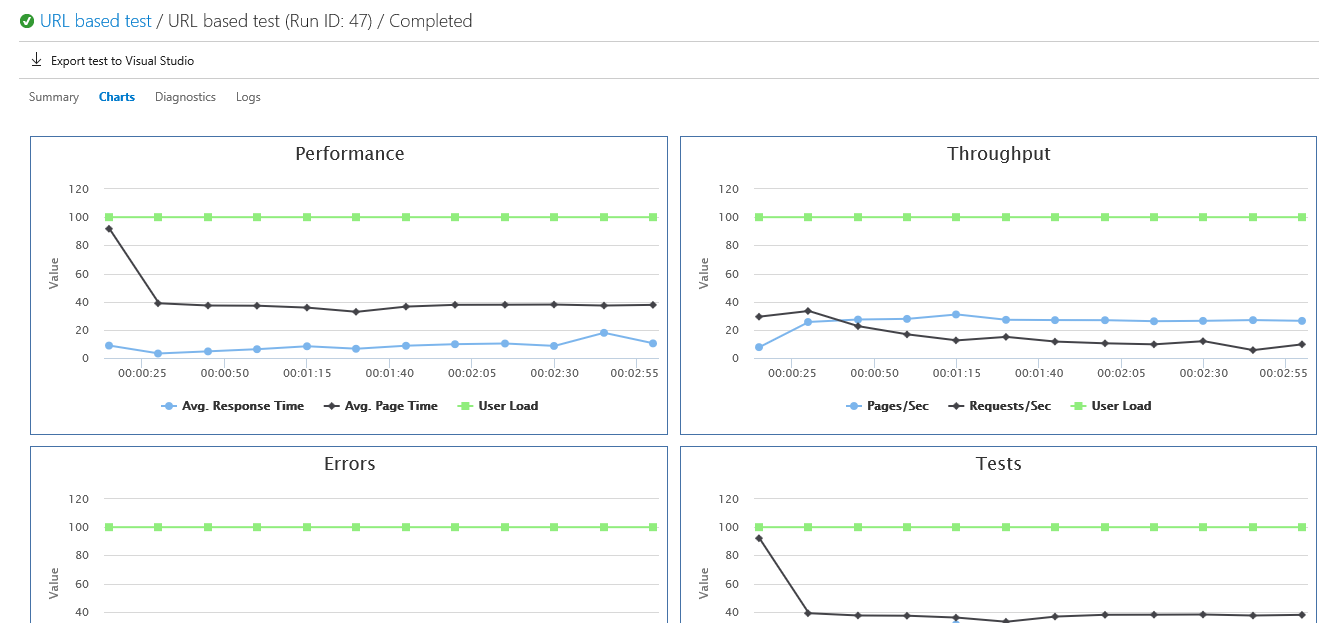 URL based test / URL based test (Run ID: 47) / Completed
Export test to Visual Studio
Summary Charts Diagnostics Logs
Performance
120
100
80
60
40
20
0
Value
00:00:25 00:00:50 00:01:15 00:01:40 00:02:05 00:02:30 00:02:55
Avg. Response Time Avg. Page Time User Load
Throughput
120
100
80
60
40
20
0
Value
00:00:25 00:00:50 00:01:15 00:01:40 00:02:05 00:02:30 00:02:55
Pages/Sec Requests/Sec User Load
Errors
120
100
80
60
40
Value
Tests
120
100
80
60
40
Value